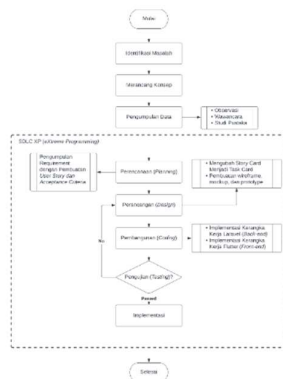 Mulai
Identifikasi Masalah
Merancang Konsep
Pengumpulan Data
• Observasi
• Wawancara
• Studi Pustaka
SDLC XP (eXtreme Programming)
Pengumpulan
Requirement
dengan Pembuatan
User Story dan
Acceptance Criteria
Perencanaan (Planning)
• Mengubah Story Card
Menjadi Task Card
• Pembuatan wireframe,
mockup, dan prototype
Perancangan (Design)
Pembangunan (Coding)
• Implementasi Kerangka
Kerja Laravel (Back-end)
• Implementasi Kerangka
Kerja Flutter (Front-end)
Pengujian (Testing)?
Passed
Implementasi
Selesai